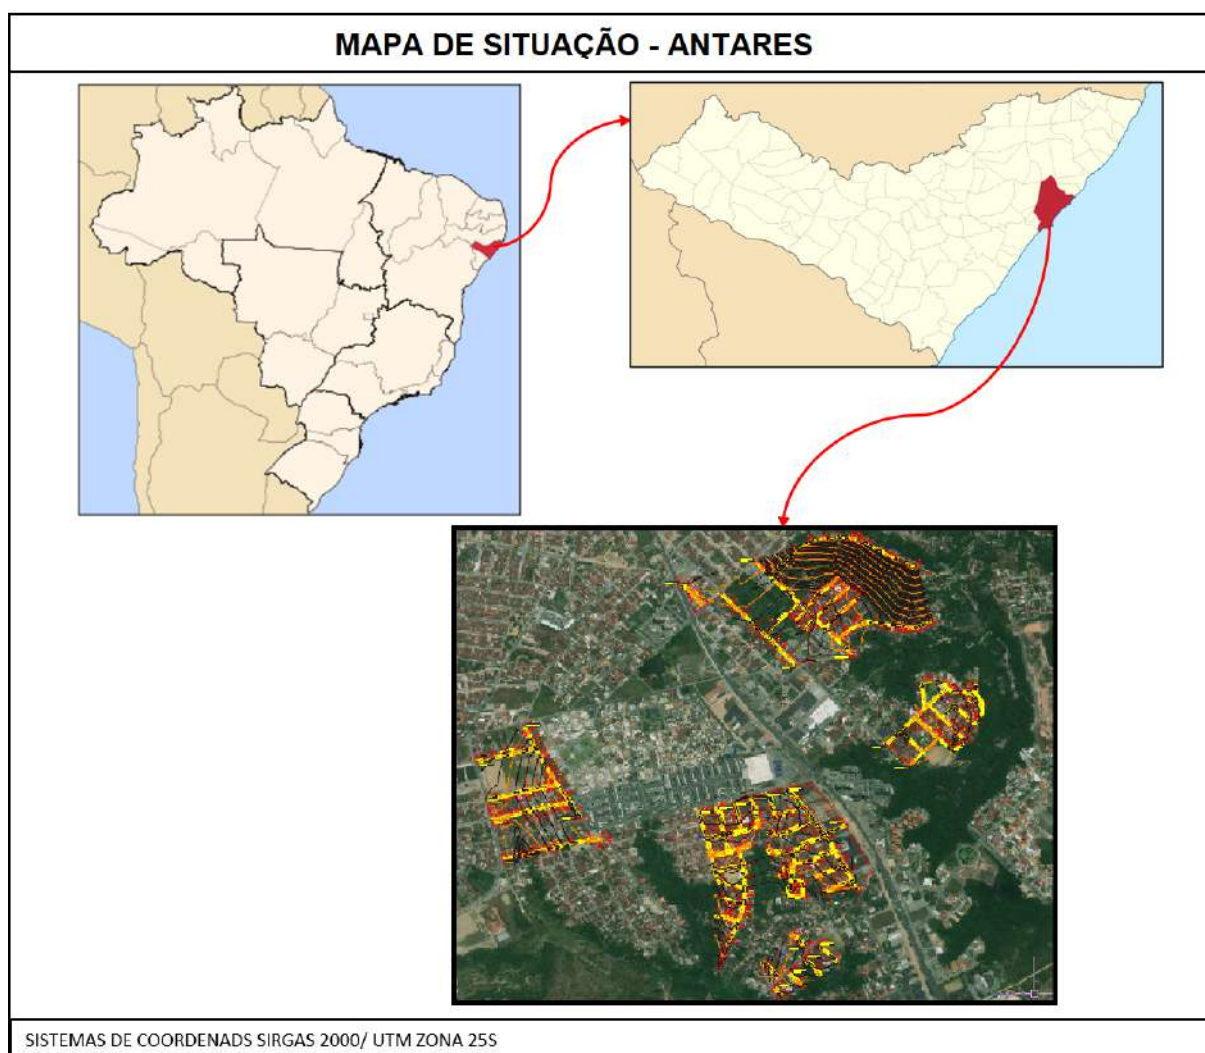 MAPA DE SITUAÇÃO - ANTARES
SISTEMAS DE COORDENADS SIRGAS 2000/ UTM ZONA 25S